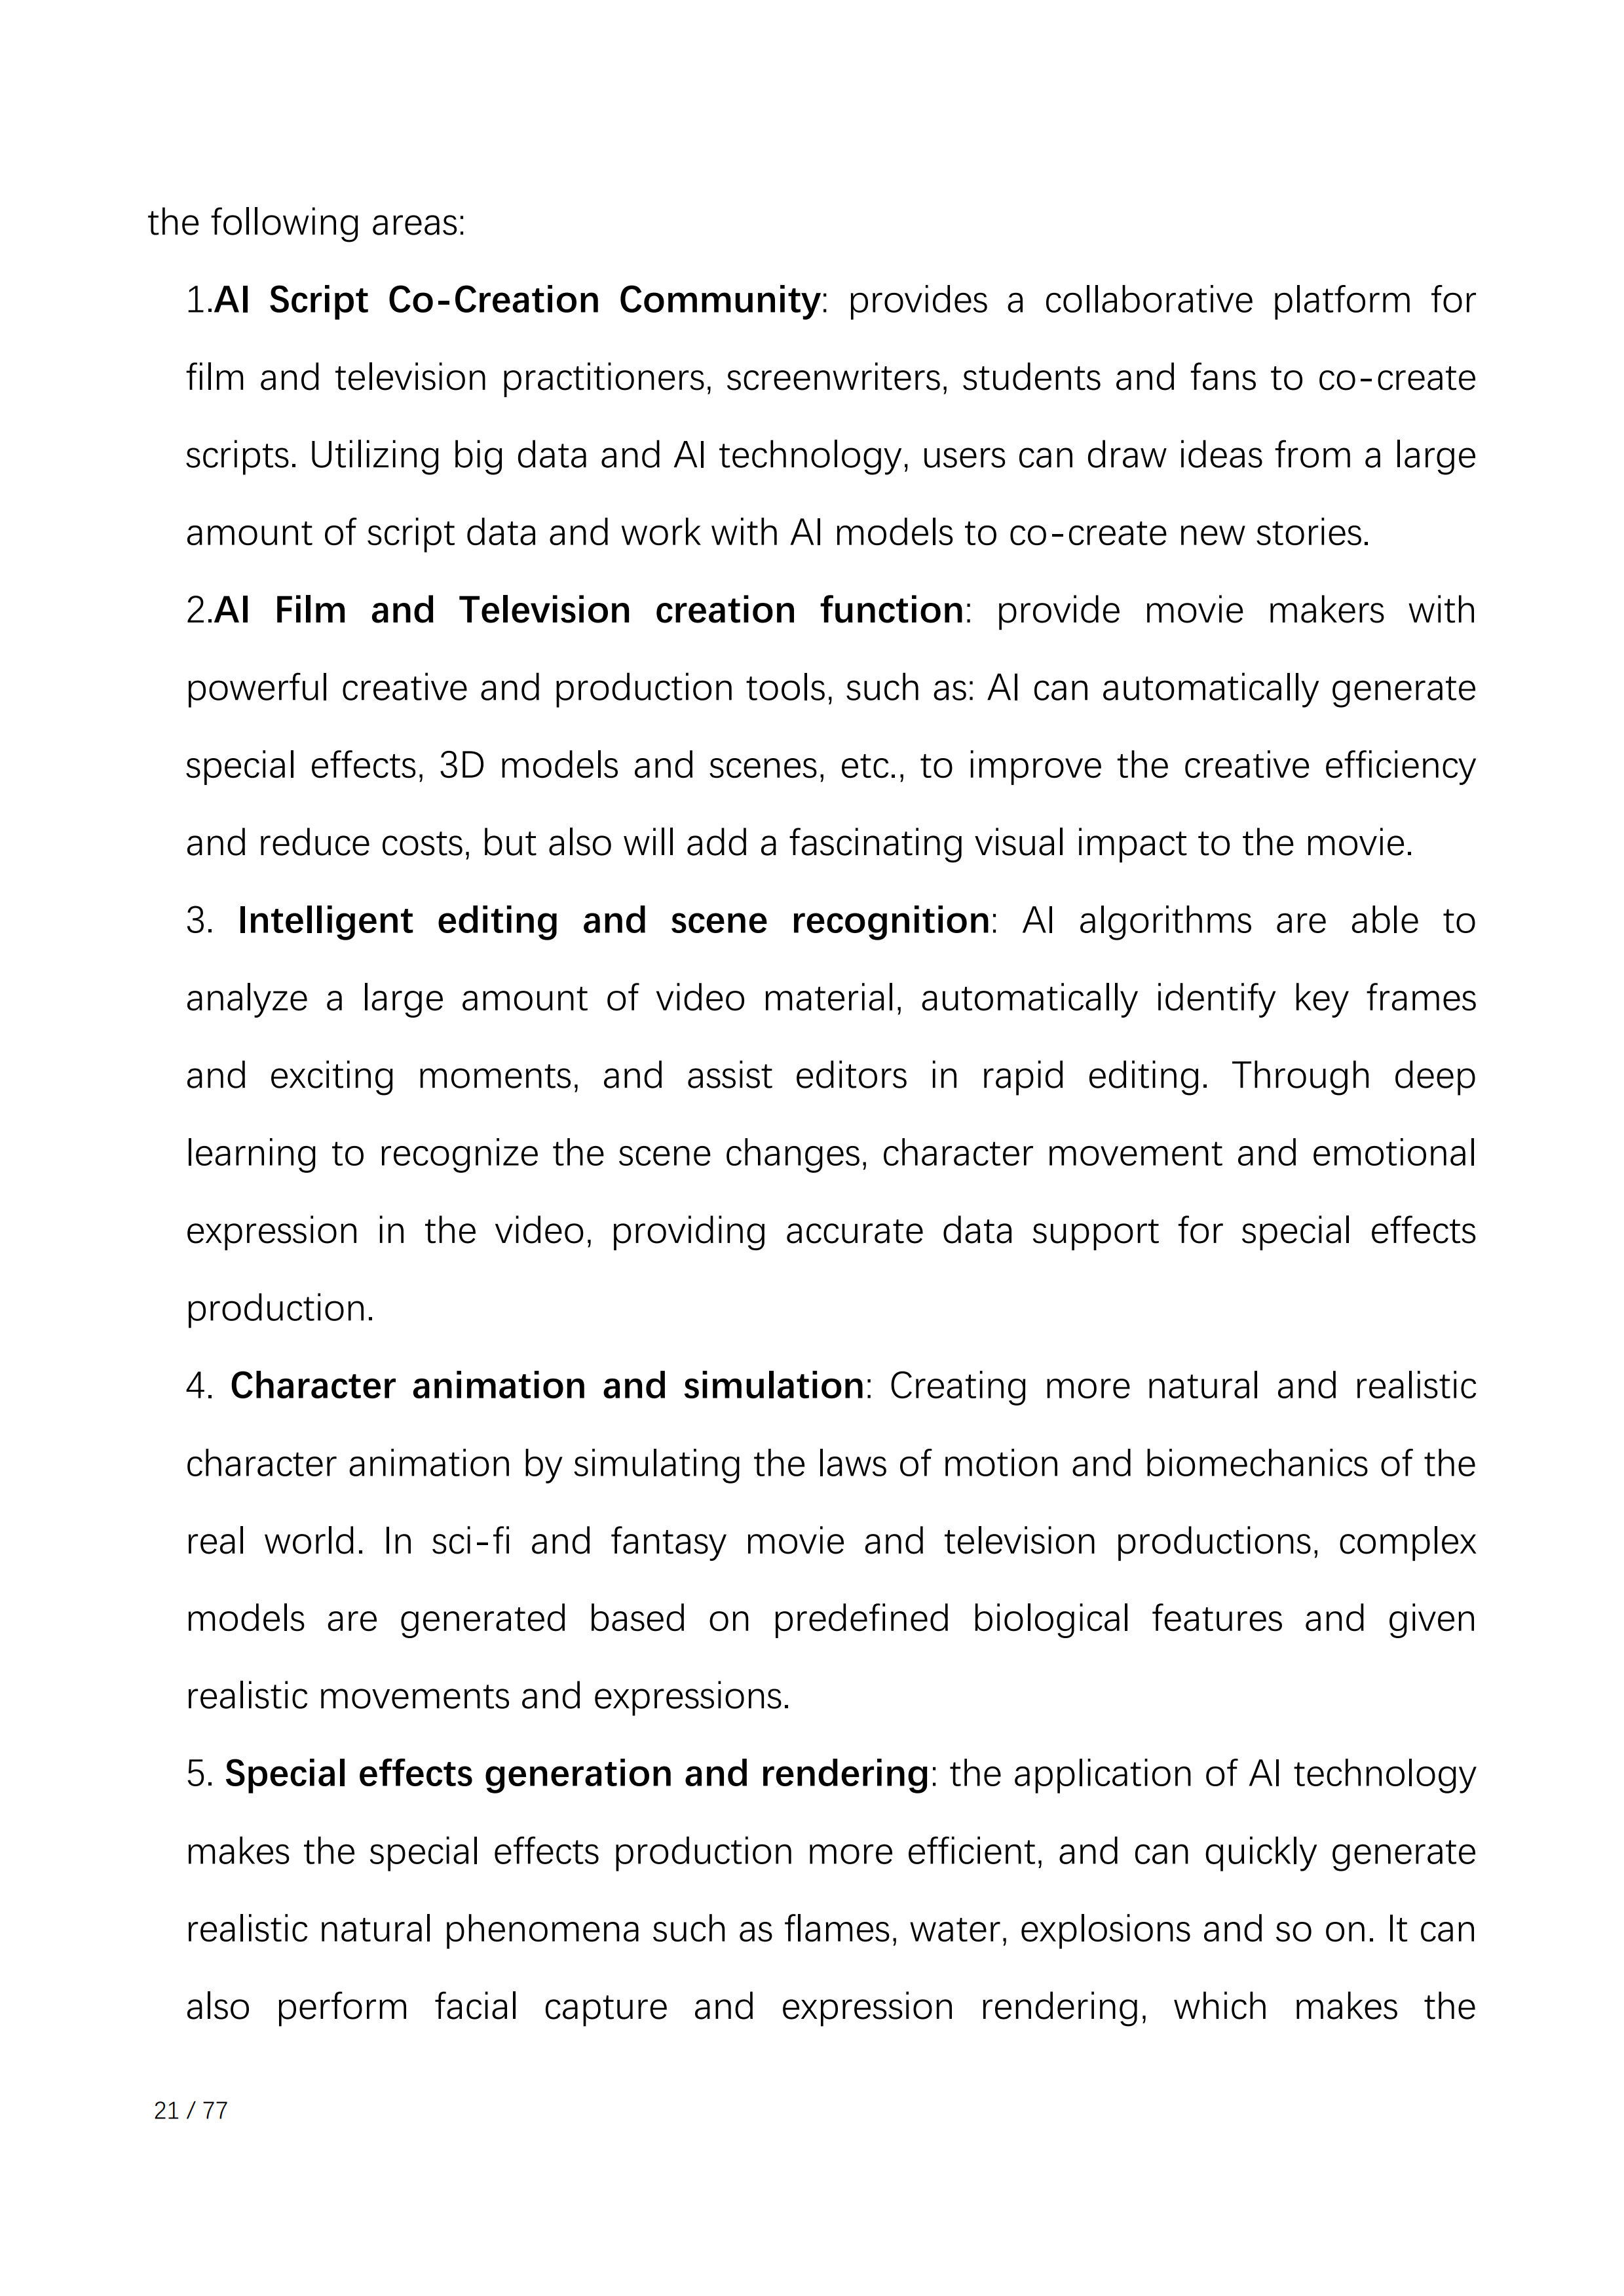 the following areas:
1.AI Script Co-Creation Community: provides a collaborative platform for
film and television practitioners, screenwriters, students and fans to co-create
scripts. Utilizing big data and AI technology, users can draw ideas from a large
amount of script data and work with AI models to co-create new stories.
2.AI Film and Television creation function: provide movie makers with
powerful creative and production tools, such as: AI can automatically generate
special effects, 3D models and scenes, etc., to improve the creative efficiency
and reduce costs, but also will add a fascinating visual impact to the movie.
3. Intelligent editing and scene recognition: AI algorithms are able to
analyze a large amount of video material, automatically identify key frames
and exciting moments, and assist editors in rapid editing. Through deep
learning to recognize the scene changes, character movement and emotional
expression in the video, providing accurate data support for special effects
production.
4. Character animation and simulation: Creating more natural and realistic
character animation by simulating the laws of motion and biomechanics of the
real world. In sci-fi and fantasy movie and television productions, complex
models are generated based on predefined biological features and given
realistic movements and expressions.
5. Special effects generation and rendering: the application of AI technology
makes the special effects production more efficient, and can quickly generate
realistic natural phenomena such as flames, water, explosions and so on. It can
also perform facial capture and expression rendering, which makes the
21 / 77